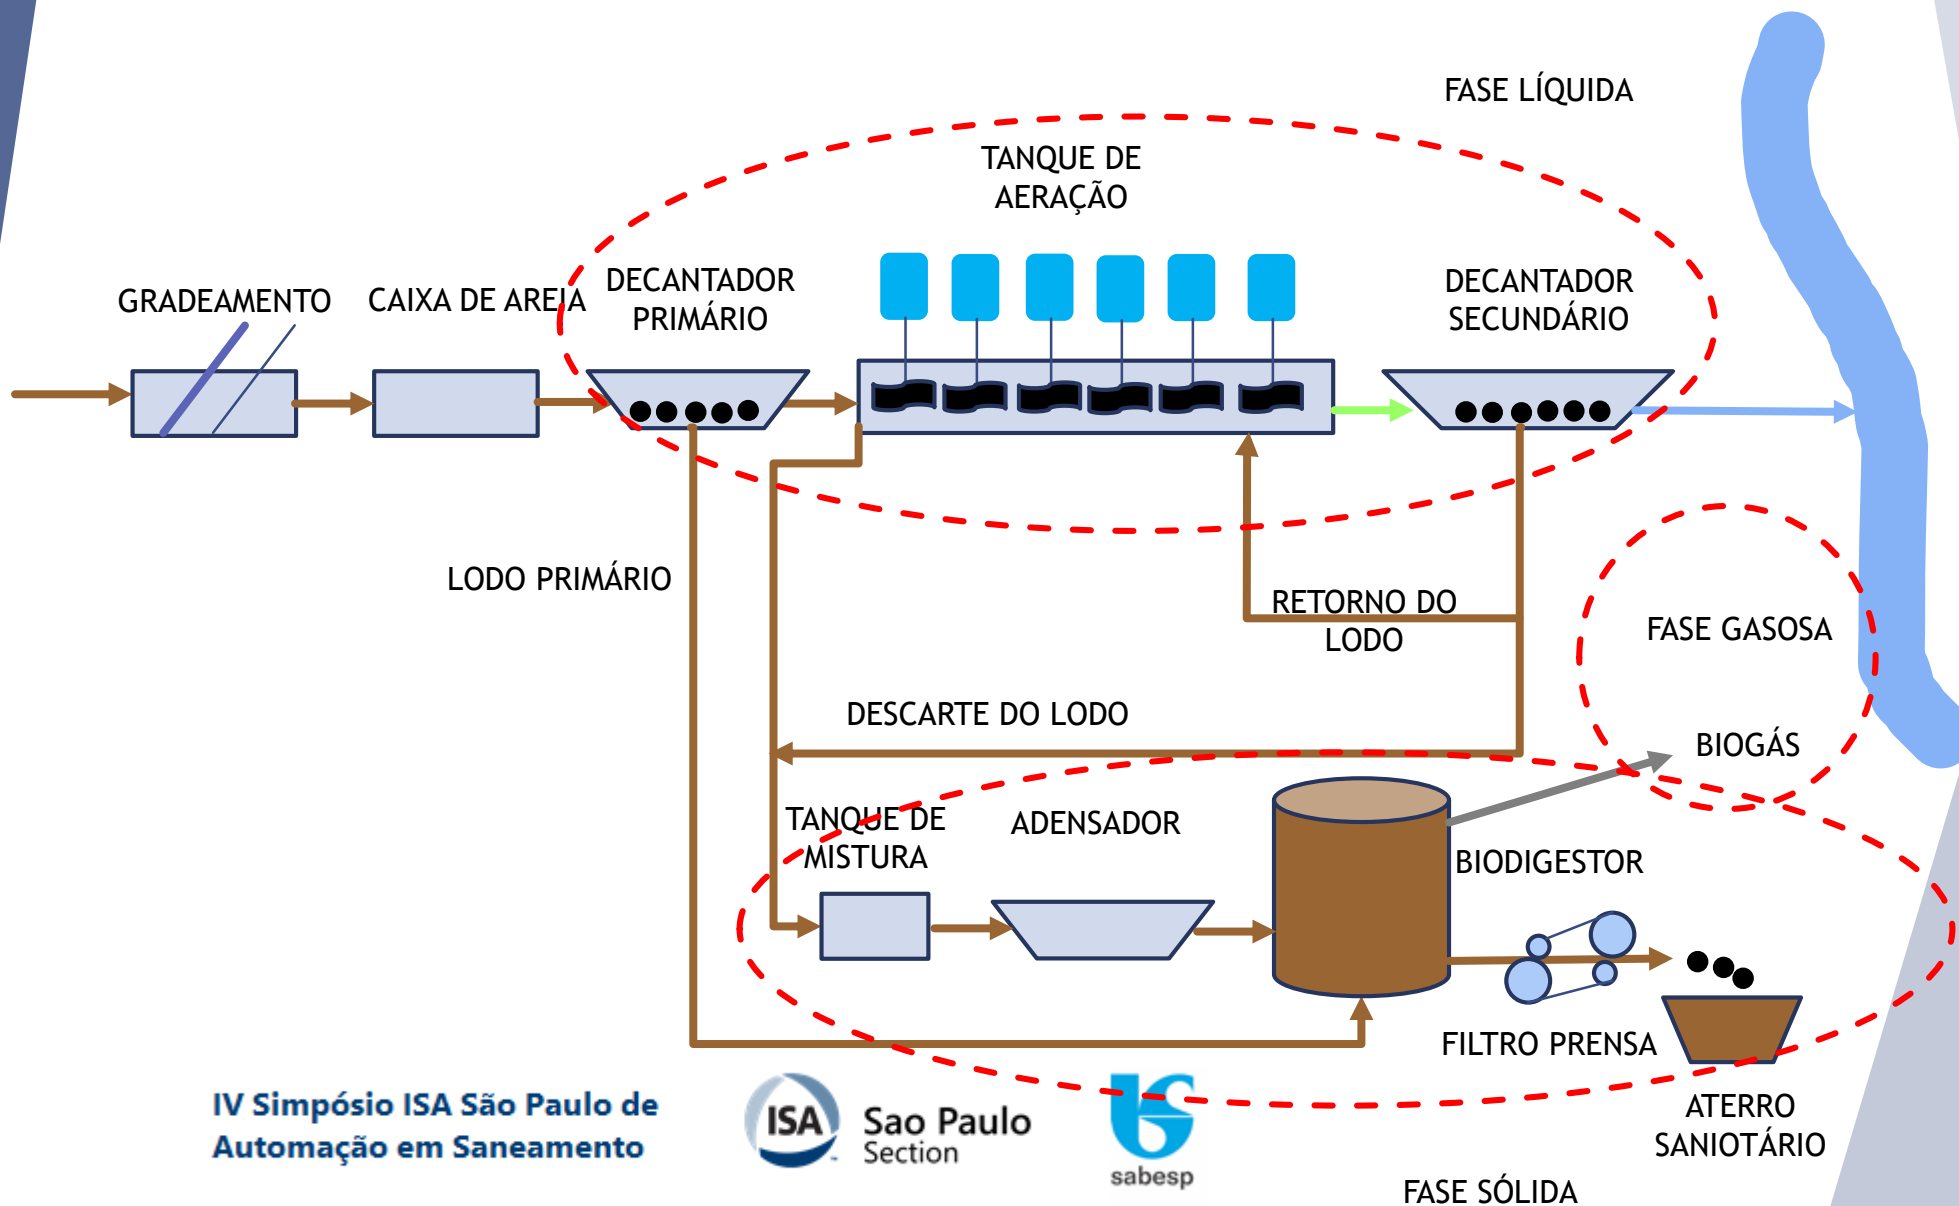 FASE LÍQUIDA
TANQUE DE
AERAÇÃO
GRADEAMENTO
CAIXA DE AREIA
DECANTADOR
PRIMÁRIO
DECANTADOR
SECUNDÁRIO
LODO PRIMÁRIO
RETORNO DO
LODO
FASE GASOSA
DESCARTE DO LODO
BIOGÁS
TANQUE DE
MISTURA
ADENSADOR
BIODIGESTOR
FILTRO PRENSA
ATERRO
SANIOTÁRIO
FASE SÓLIDA
IV Simpósio ISA São Paulo de
Automação em Saneamento
ISA
Sao Paulo
Section
sabesp